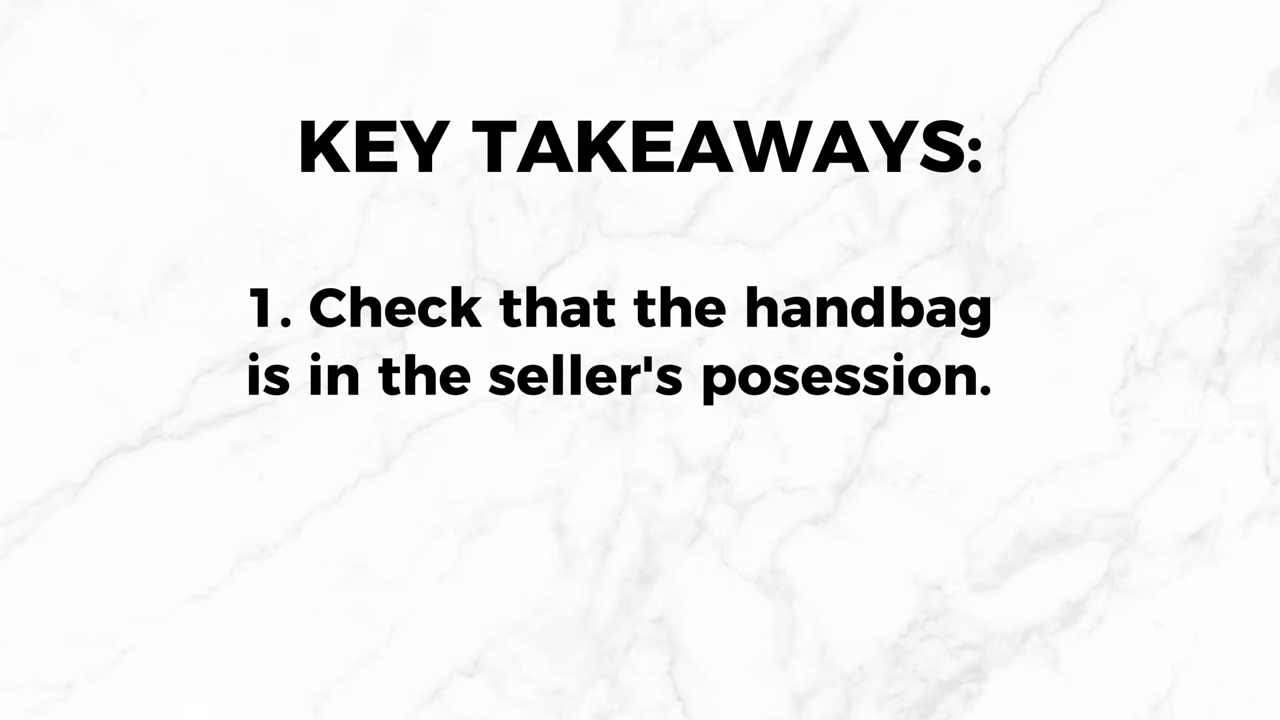 KEY TAKEAWAYS:
1. Check that the handbag
is in the seller's posession.